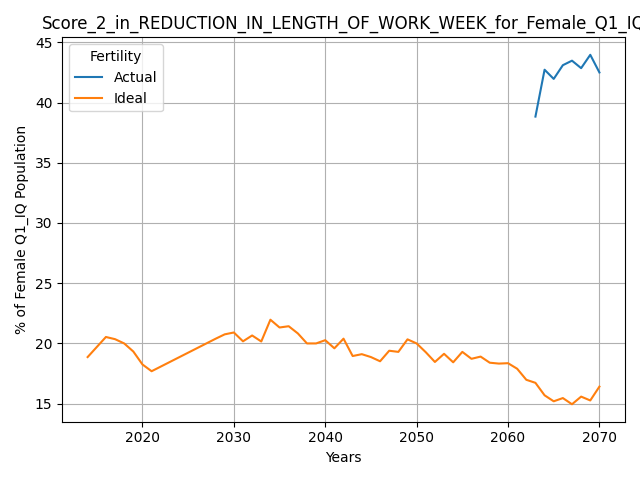 Score_2_in_REDUCTION_IN_LENGTH_OF_WORK_WEEK_for_Female_Q1_IQ
Fertility
Actual
Ideal
45
40
35
30
25
20
15
% of Female Q1_IQ Population
2020 2030 2040 2050 2060 2070
Years